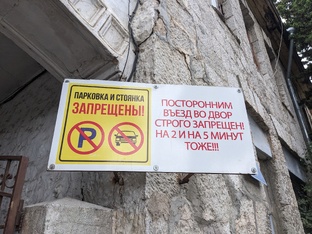 ПАРКОВКА И СТОЯНКА
ЗАПРЕЩЕНЫ!
P
ПОСТОРОННИМ
ВЪЕЗД ВО ДВОР
СТРОГО ЗАПРЕЩЕН!
НА 2 И НА 5 МИНУТ
ТОЖЕ!!!